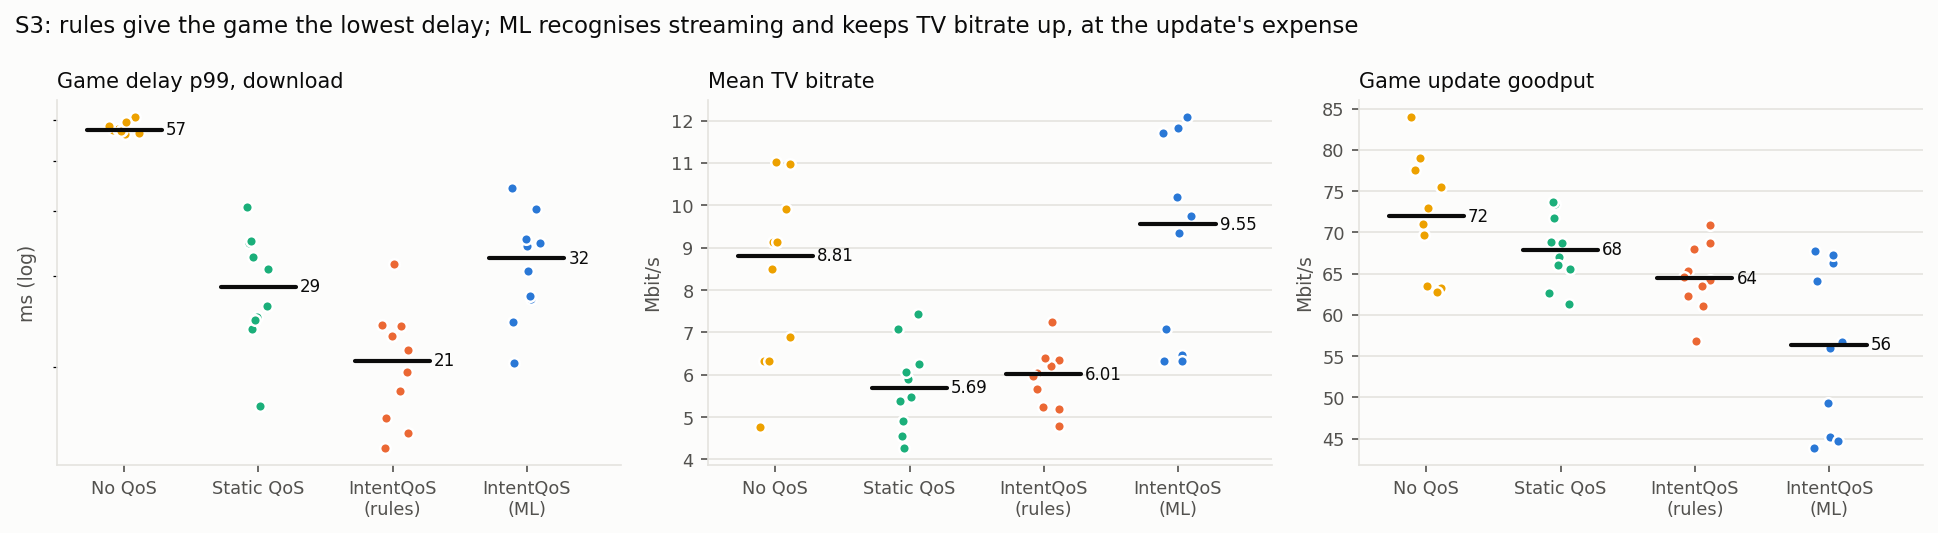 S3: rules give the game the lowest delay; ML recognises streaming and keeps TV bitrate up, at the update's expense
Game delay p99, download
ms (log)
57
29
21
32
No QoS
Static QoS
IntentQoS
(rules)
IntentQoS
(ML)
Mean TV bitrate
Mbit/s
12
11
10
9
8
7
6
5
4
8.81
5.69
6.01
9.55
No QoS
Static QoS
IntentQoS
(rules)
IntentQoS
(ML)
Game update goodput
Mbit/s
85
80
75
70
65
60
55
50
45
72
68
64
56
No QoS
Static QoS
IntentQoS
(rules)
IntentQoS
(ML)